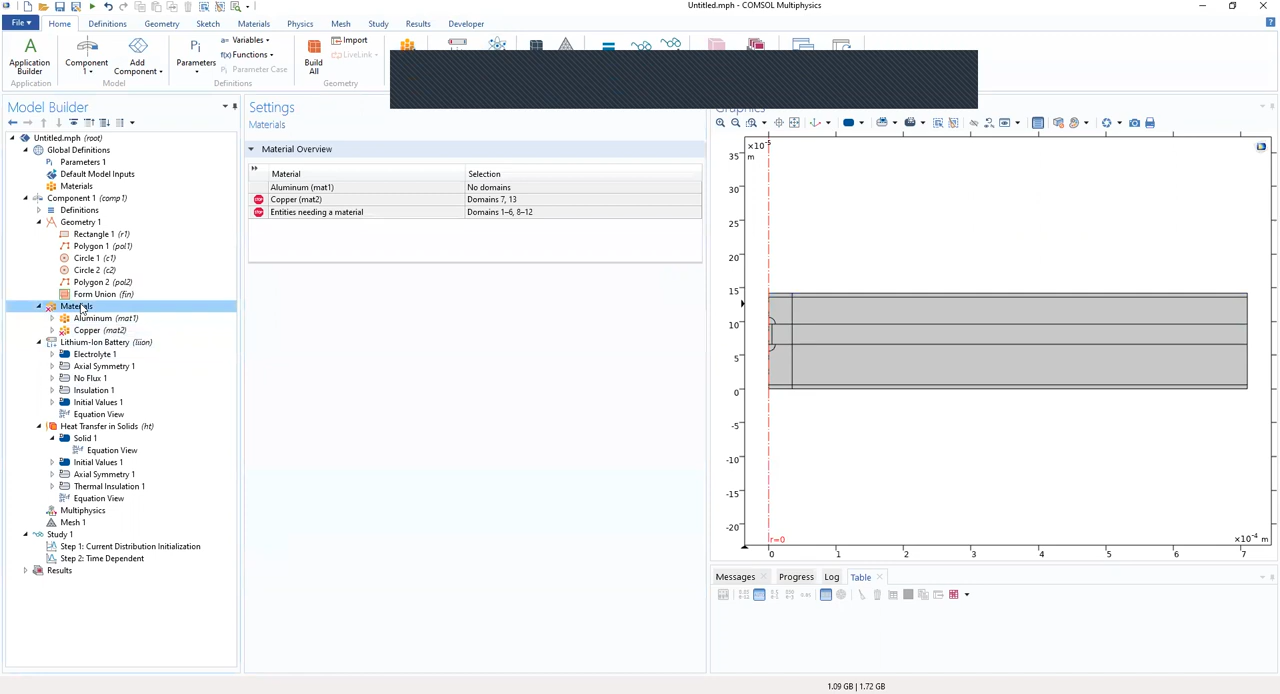 Untitled.mph - COMSOL Multiphysics
File
Home
Definitions
Geometry
Sketch
Materials
Physics
Mesh
Study
Results
Developer
Application Builder
Component 1
Add Component
Parameters
a= Variables
f(x) Functions
Pi Parameter Case
Build All
Import
LiveLink
Application
Model
Definitions
Geometry
Model Builder
Untitled.mph (root)
Global Definitions
Parameters 1
Default Model Inputs
Materials
Component 1 (comp1)
Definitions
Geometry 1
Rectangle 1 (r1)
Polygon 1 (pol1)
Circle 1 (c1)
Circle 2 (c2)
Polygon 2 (pol2)
Form Union (fin)
Materials
Aluminum (mat1)
Copper (mat2)
Lithium-Ion Battery (liion)
Electrolyte 1
Axial Symmetry 1
No Flux 1
Insulation 1
Initial Values 1
Equation View
Heat Transfer in Solids (ht)
Solid 1
Equation View
Initial Values 1
Axial Symmetry 1
Thermal Insulation 1
Equation View
Multiphysics
Mesh 1
Study 1
Step 1: Current Distribution Initialization
Step 2: Time Dependent
Results
Settings
Materials
Material Overview
Material Selection
Aluminum (mat1) No domains
Copper (mat2) Domains 7, 13
Entities needing a material Domains 1–6, 8–12
Graphics
×10⁻⁵
m
35
30
25
20
15
10
5
0
-5
-10
-15
-20
r=0
×10⁻⁴ m
0 1 2 3 4 5 6 7
Messages
Progress
Log
Table
1.09 GB | 1.72 GB